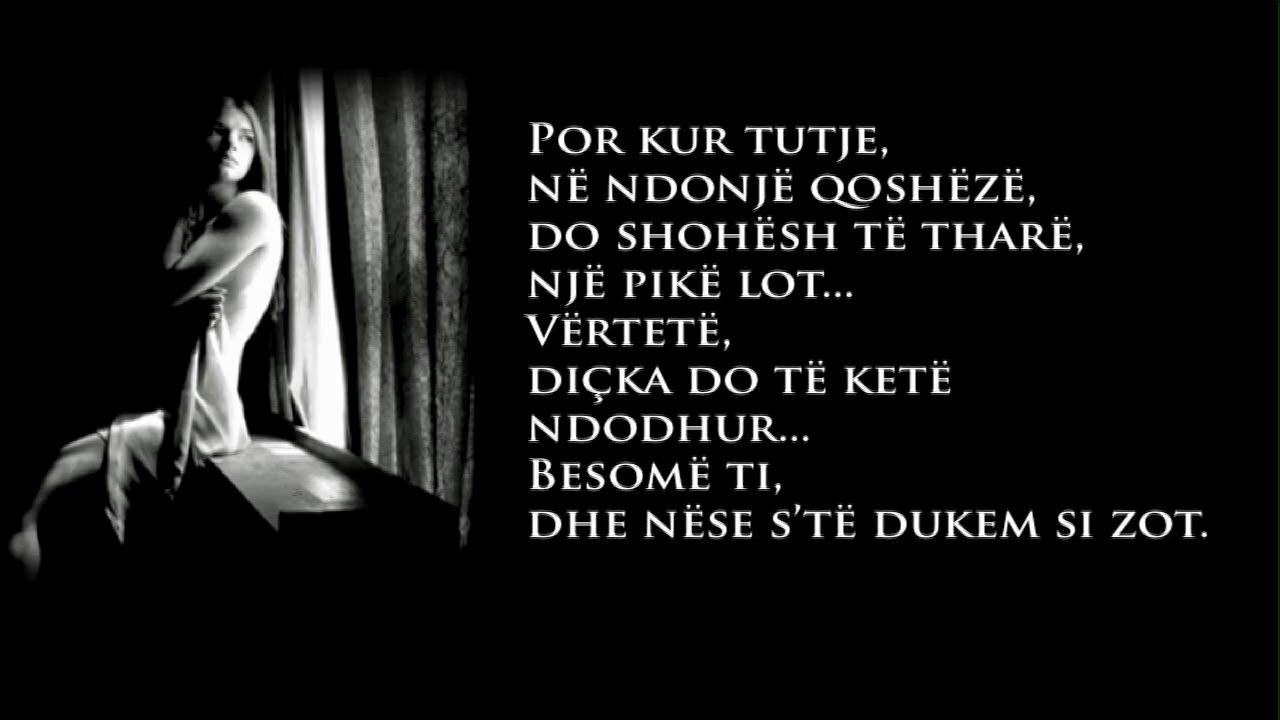 Por kur tutje,
në ndonjë qoshëzë,
do shohësh të tharë,
një pikë lot...
Vërtetë,
diçka do të ketë
ndodhur...
Besomë ti,
dhe nëse s'të dukem si zot.